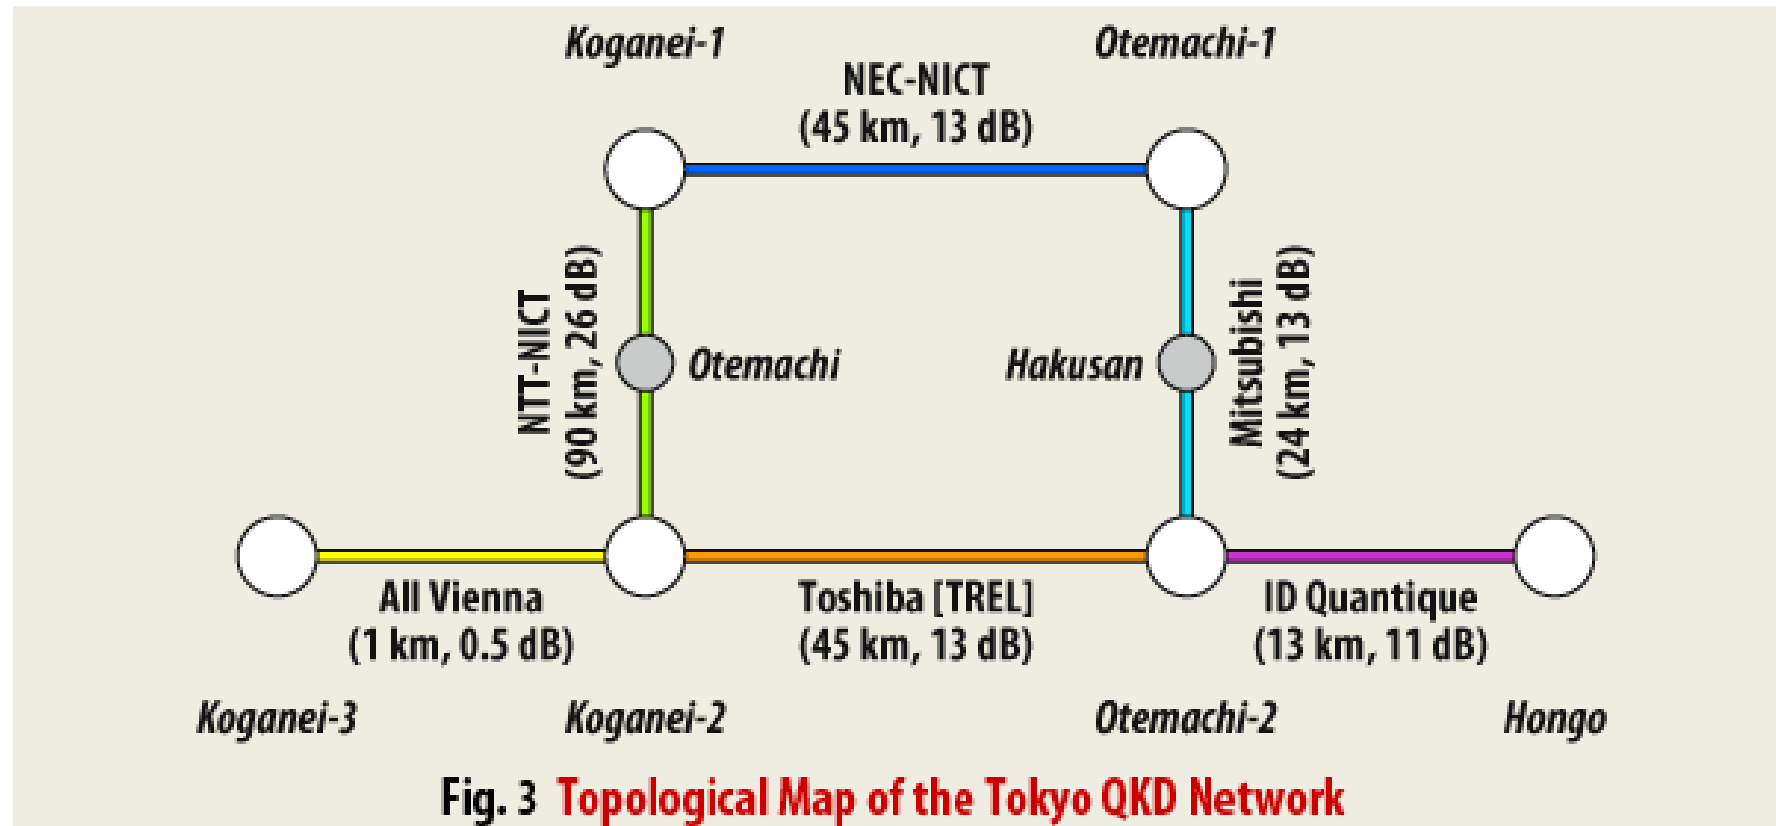 Koganei-1
Otemachi-1
NEC-NICT
(45 km, 13 dB)
NTT-NICT
(90 km, 26 dB)
Otemachi
Hakusan
Mitsubishi
(24 km, 13 dB)
All Vienna
(1 km, 0.5 dB)
Toshiba [TREL]
(45 km, 13 dB)
ID Quantique
(13 km, 11 dB)
Koganei-3
Koganei-2
Otemachi-2
Hongo
Fig. 3 Topological Map of the Tokyo QKD Network